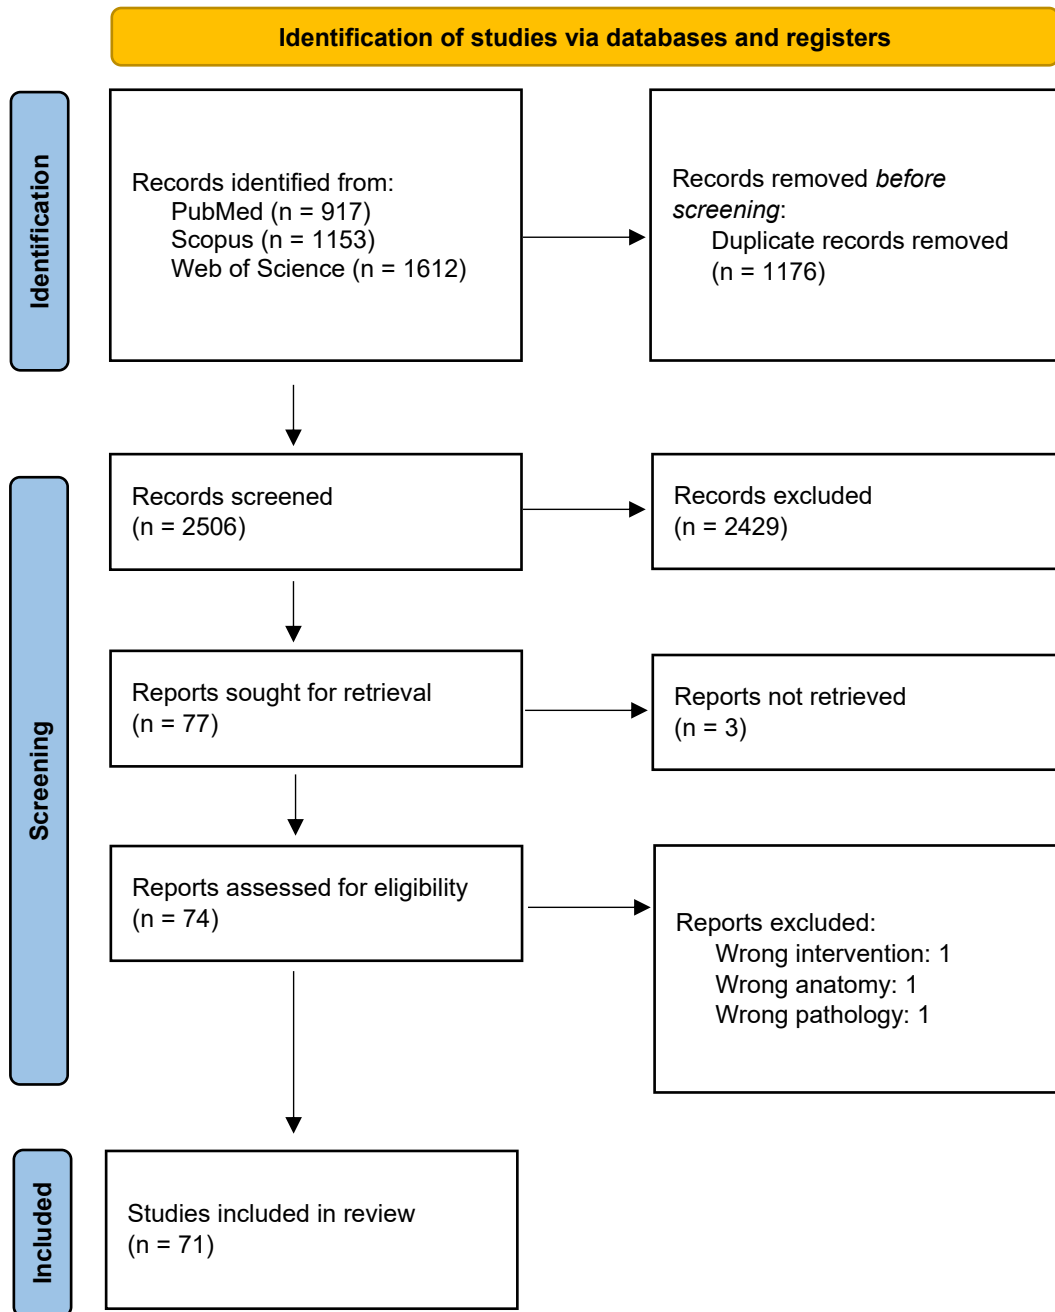 Identification of studies via databases and registers
Identification
Records identified from:
PubMed (n = 917)
Scopus (n = 1153)
Web of Science (n = 1612)
Records removed before
screening:
Duplicate records removed
(n = 1176)
Screening
Records screened
(n = 2506)
Records excluded
(n = 2429)
Reports sought for retrieval
(n = 77)
Reports not retrieved
(n = 3)
Reports assessed for eligibility
(n = 74)
Reports excluded:
Wrong intervention: 1
Wrong anatomy: 1
Wrong pathology: 1
Included
Studies included in review
(n = 71)